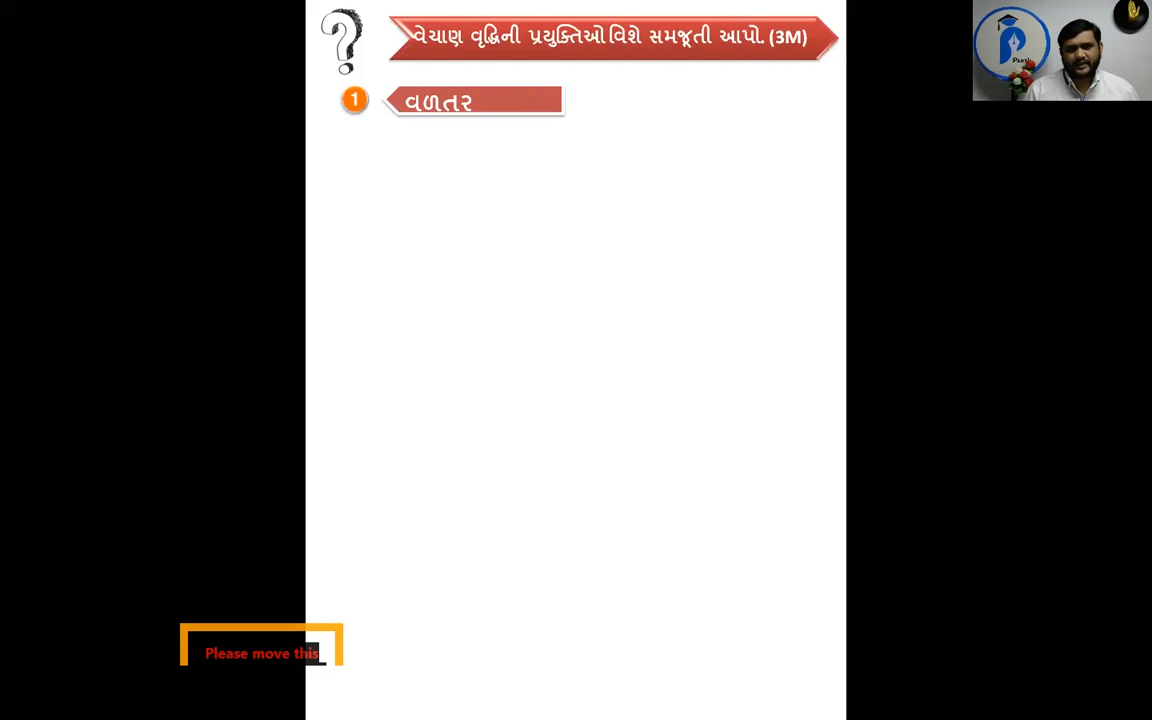 વેચાણ વૃદ્ધિની પ્રયુક્તિઓ વિશે સમજૂતી આપો. (3M)
1 વળતર
Please move this